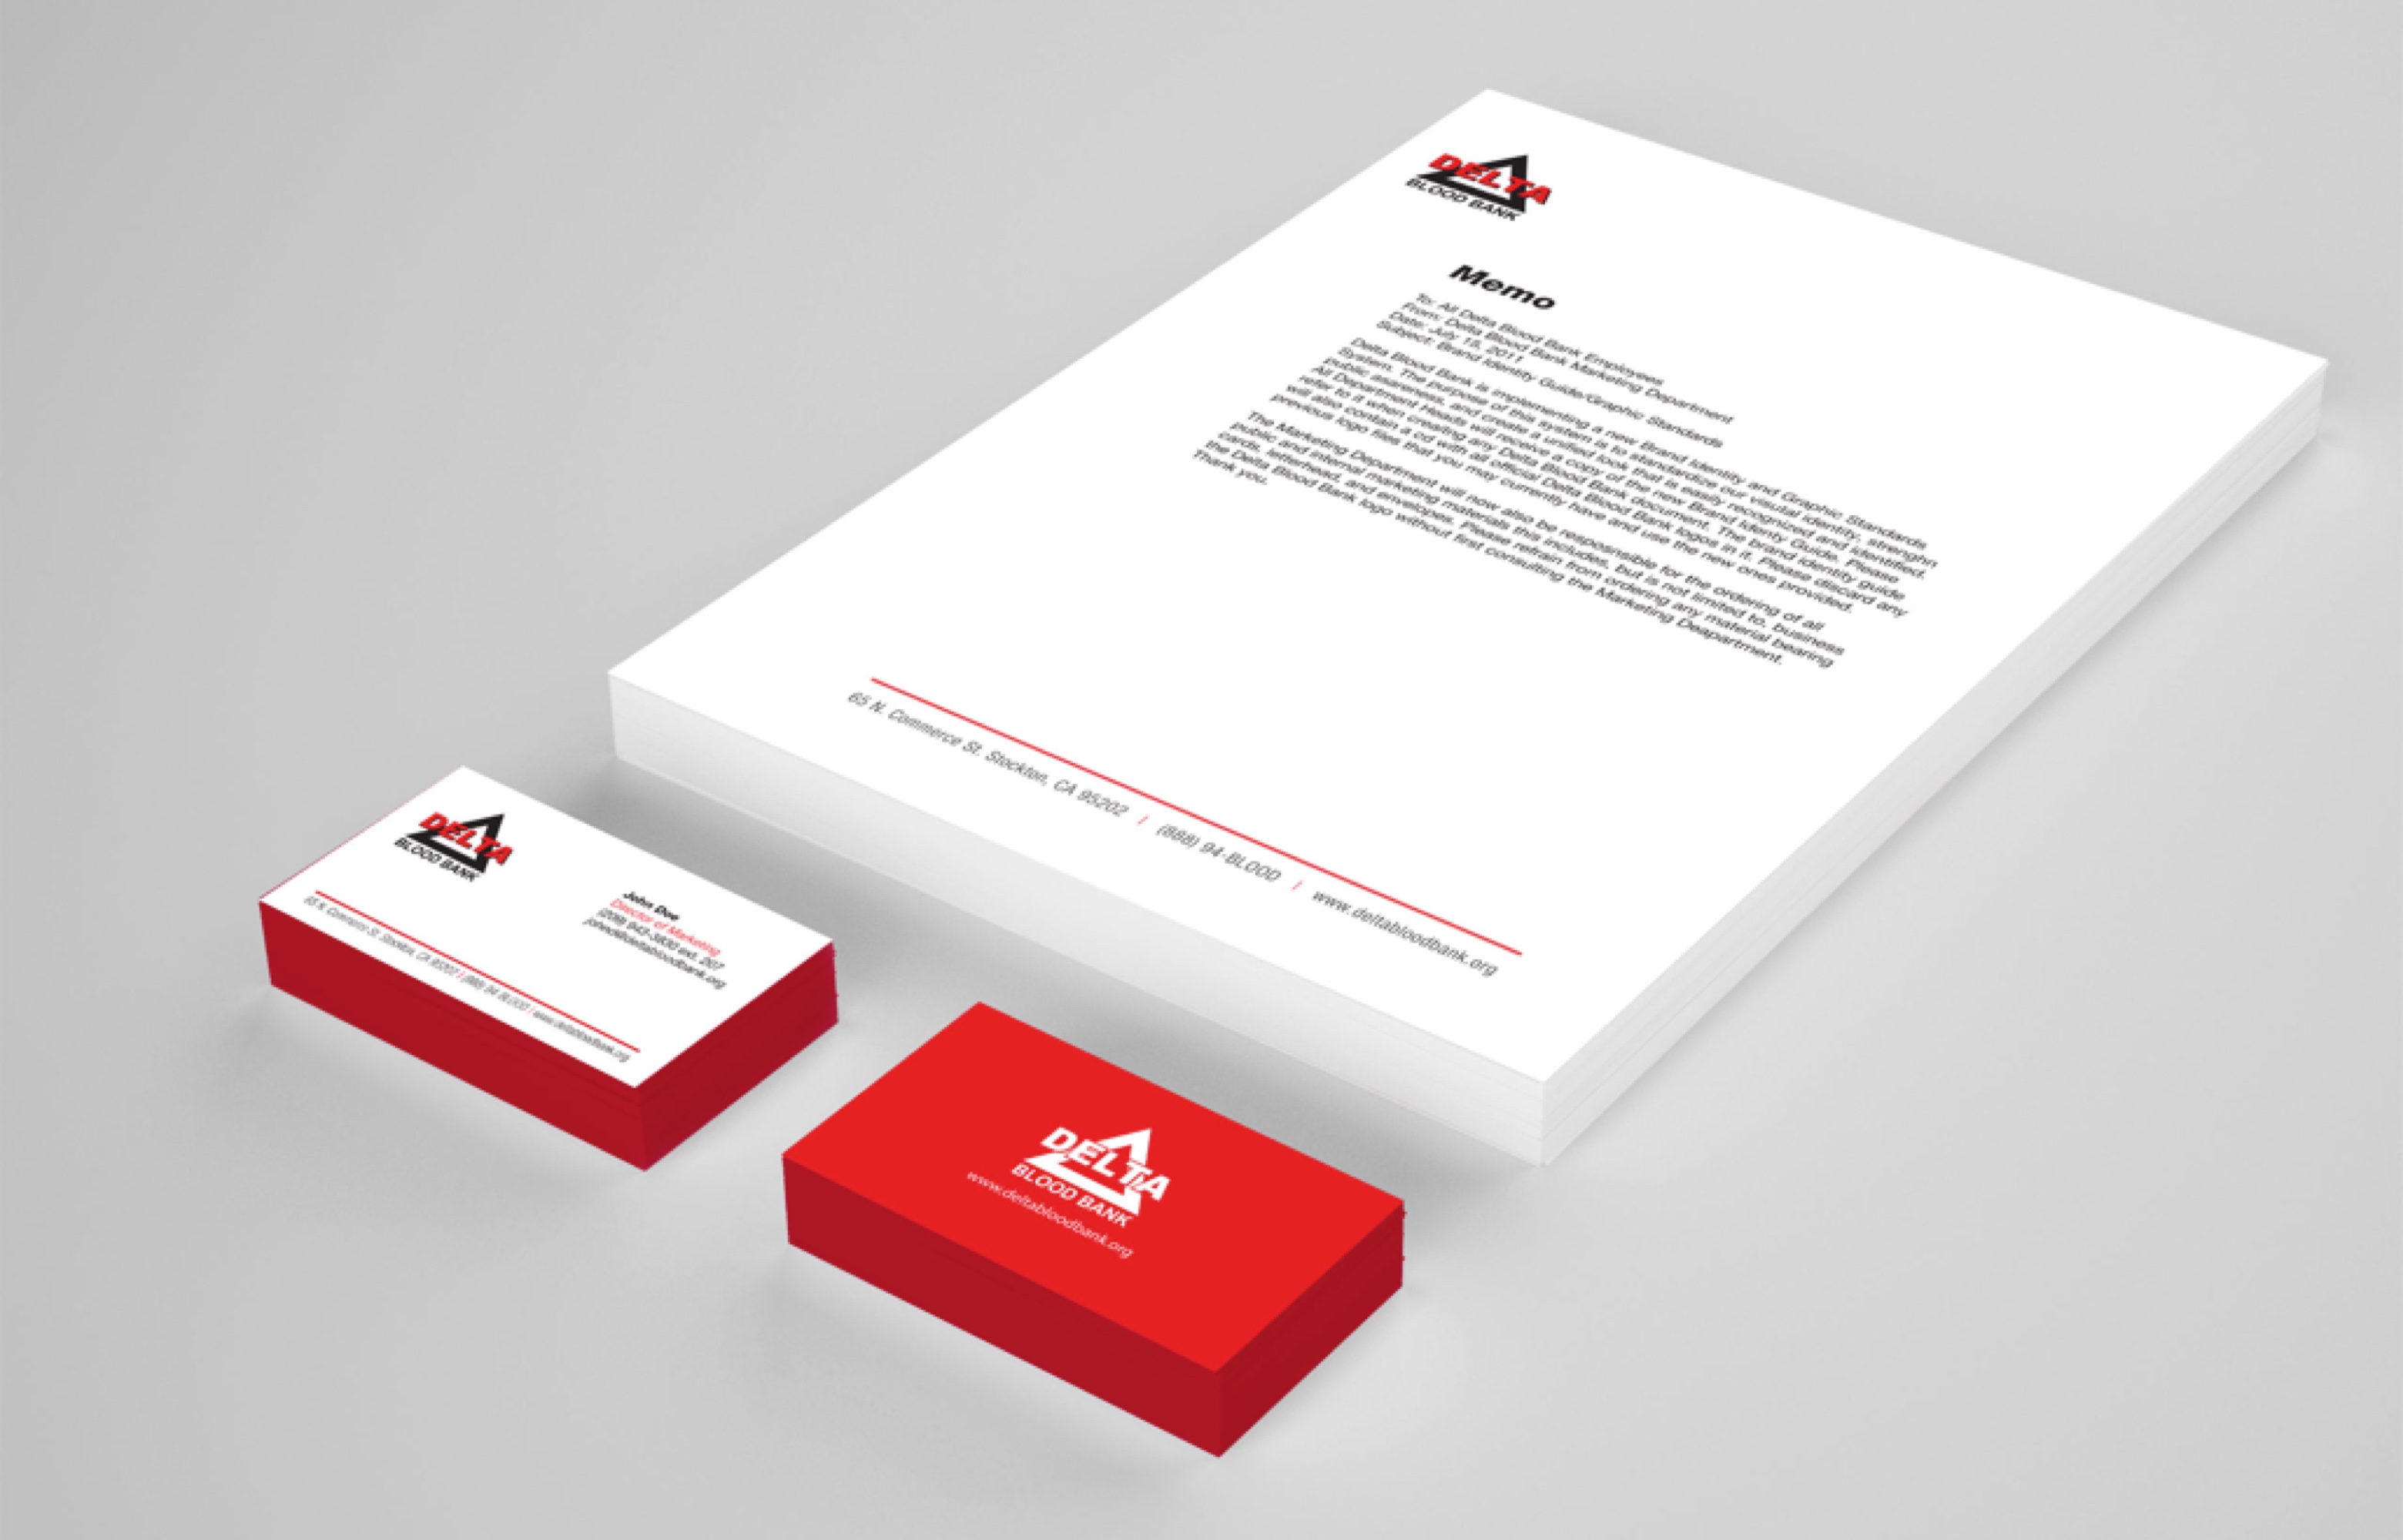 DELTA
BLOOD BANK
Memo
To: All Delta Blood Bank Employees
From: Delta Blood Bank Marketing Department
Date: July 15, 2011
Subject: Brand Identity Guide/Graphic Standards
Delta Blood Bank is implementing a new Brand Identity and Graphic Standards
System. The purpose of this system is to standardize our visutal identity, strenghn
public asareness, and create a unified look that is easily recognized and identified.
All Department Heads will receive a copy of the new Brand Identy Guide. Please
refer to it when creating any Delta Blood Bank document. The brand identity guide
will also contain a cd with all official Delta Blood Bank logos in it. Please discard any
previous logo files that you may currently have and use the new ones provided.
The Marketing Department will now also be resposnsible for the ordering of all
public and internal marketing materials this includes, but is not limited to, business
cards, letterhead, and envelopes. Please refrain from ordering any material bearing
the Delta Blood Bank logo without first consulting the Marketing Deapartment.
Thank you.
65 N. Commerce St. Stockton, CA 95202 | (888) 94-BLOOD | www.deltabloodbank.org
DELTA
BLOOD BANK
John Doe
Director of Marketing
(209) 943-3830 ext. 207
johed@deltabloodbank.org
65 N. Commerce St. Stockton, CA 95202 | (888) 94-BLOOD | www.deltabloodbank.org
DELTA
BLOOD BANK
www.deltabloodbank.org